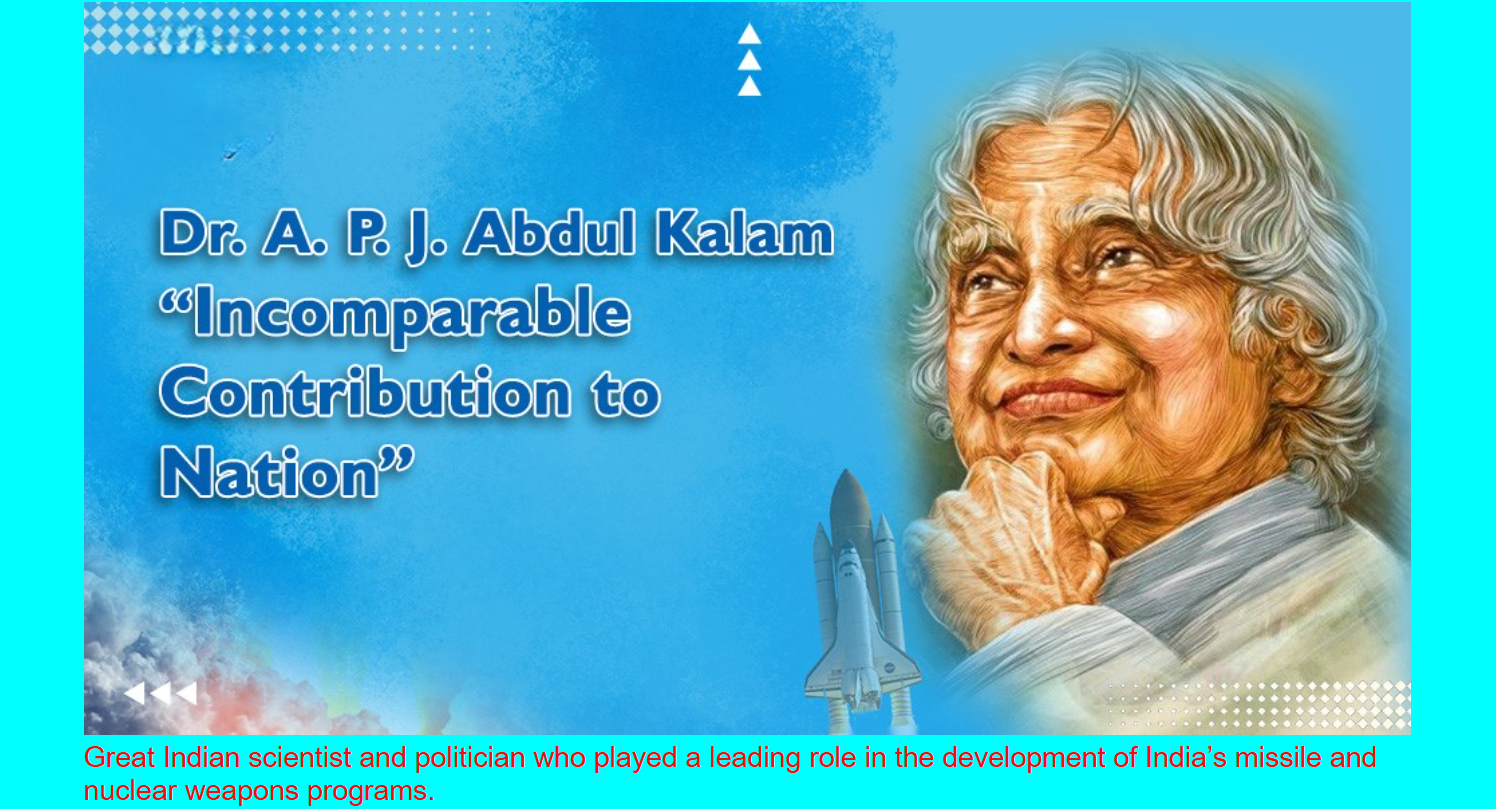 Dr. A. P. J. Abdul Kalam
“Incomparable
Contribution to
Nation”
Great Indian scientist and politician who played a leading role in the development of India’s missile and
nuclear weapons programs.